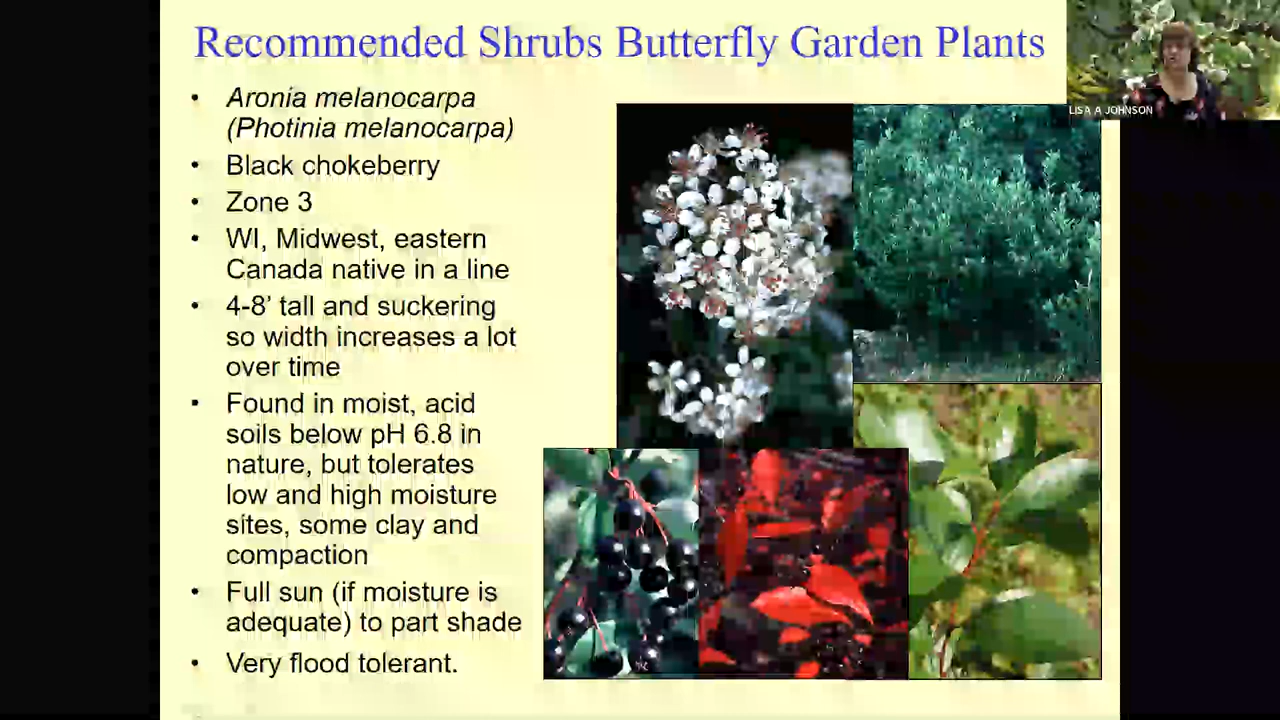 Recommended Shrubs Butterfly Garden Plants
LISA A JOHNSON
• Aronia melanocarpa
(Photinia melanocarpa)
• Black chokeberry
• Zone 3
• WI, Midwest, eastern
Canada native in a line
• 4-8’ tall and suckering
so width increases a lot
over time
• Found in moist, acid
soils below pH 6.8 in
nature, but tolerates
low and high moisture
sites, some clay and
compaction
• Full sun (if moisture is
adequate) to part shade
• Very flood tolerant.